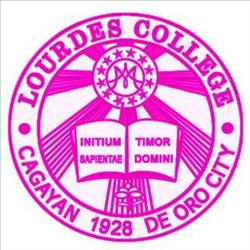 LOURDES COLLEGE
INITIUM TIMOR
SAPIENTAE DOMINI
CAGAYAN 1928 DE ORO CITY